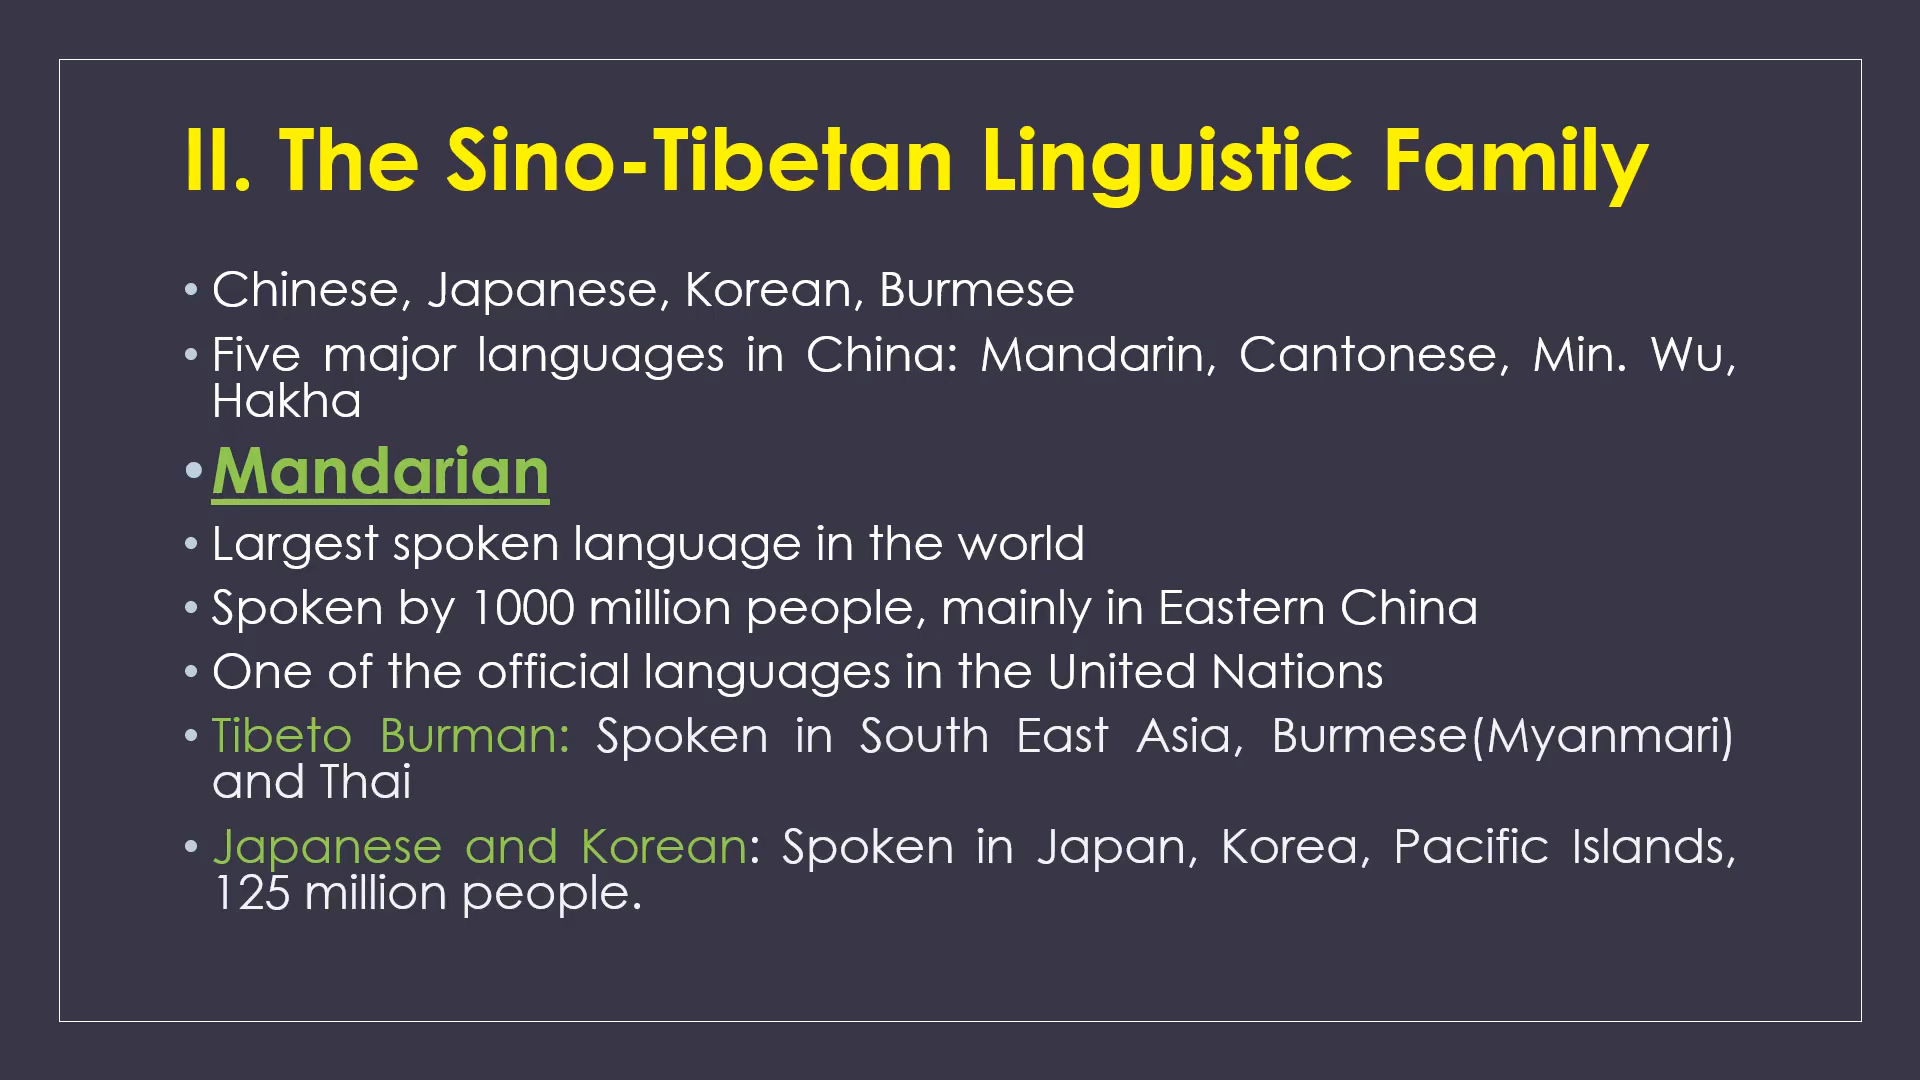 II. The Sino-Tibetan Linguistic Family
• Chinese, Japanese, Korean, Burmese
• Five major languages in China: Mandarin, Cantonese, Min. Wu,
Hakha
• Mandarian
• Largest spoken language in the world
• Spoken by 1000 million people, mainly in Eastern China
• One of the official languages in the United Nations
• Tibeto Burman: Spoken in South East Asia, Burmese(Myanmari)
and Thai
• Japanese and Korean: Spoken in Japan, Korea, Pacific Islands,
125 million people.